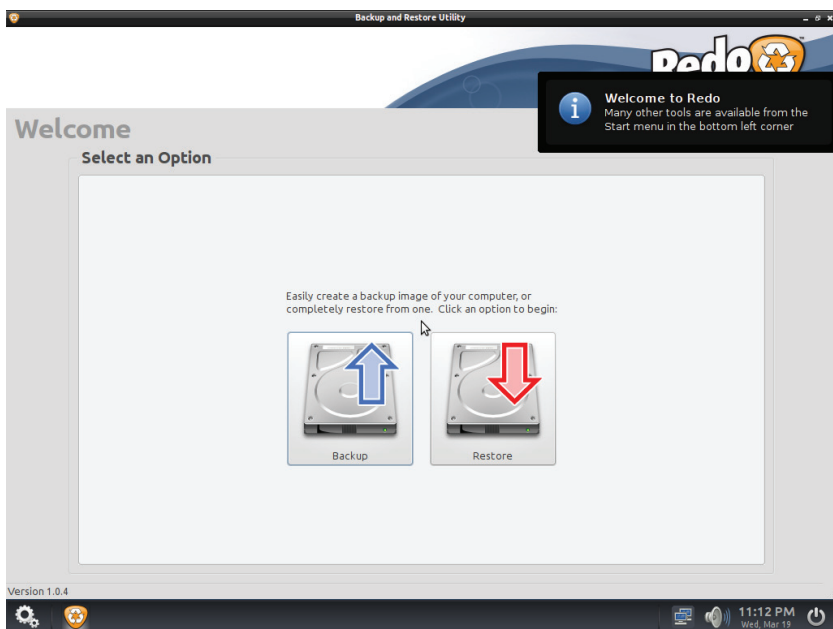 Backup and Restore Utility
Redo
Welcome to Redo
Many other tools are available from the
Start menu in the bottom left corner
Welcome
Select an Option
Easily create a backup image of your computer, or
completely restore from one. Click an option to begin:
Backup
Restore
Version 1.0.4
11:12 PM
Wed, Mar 19